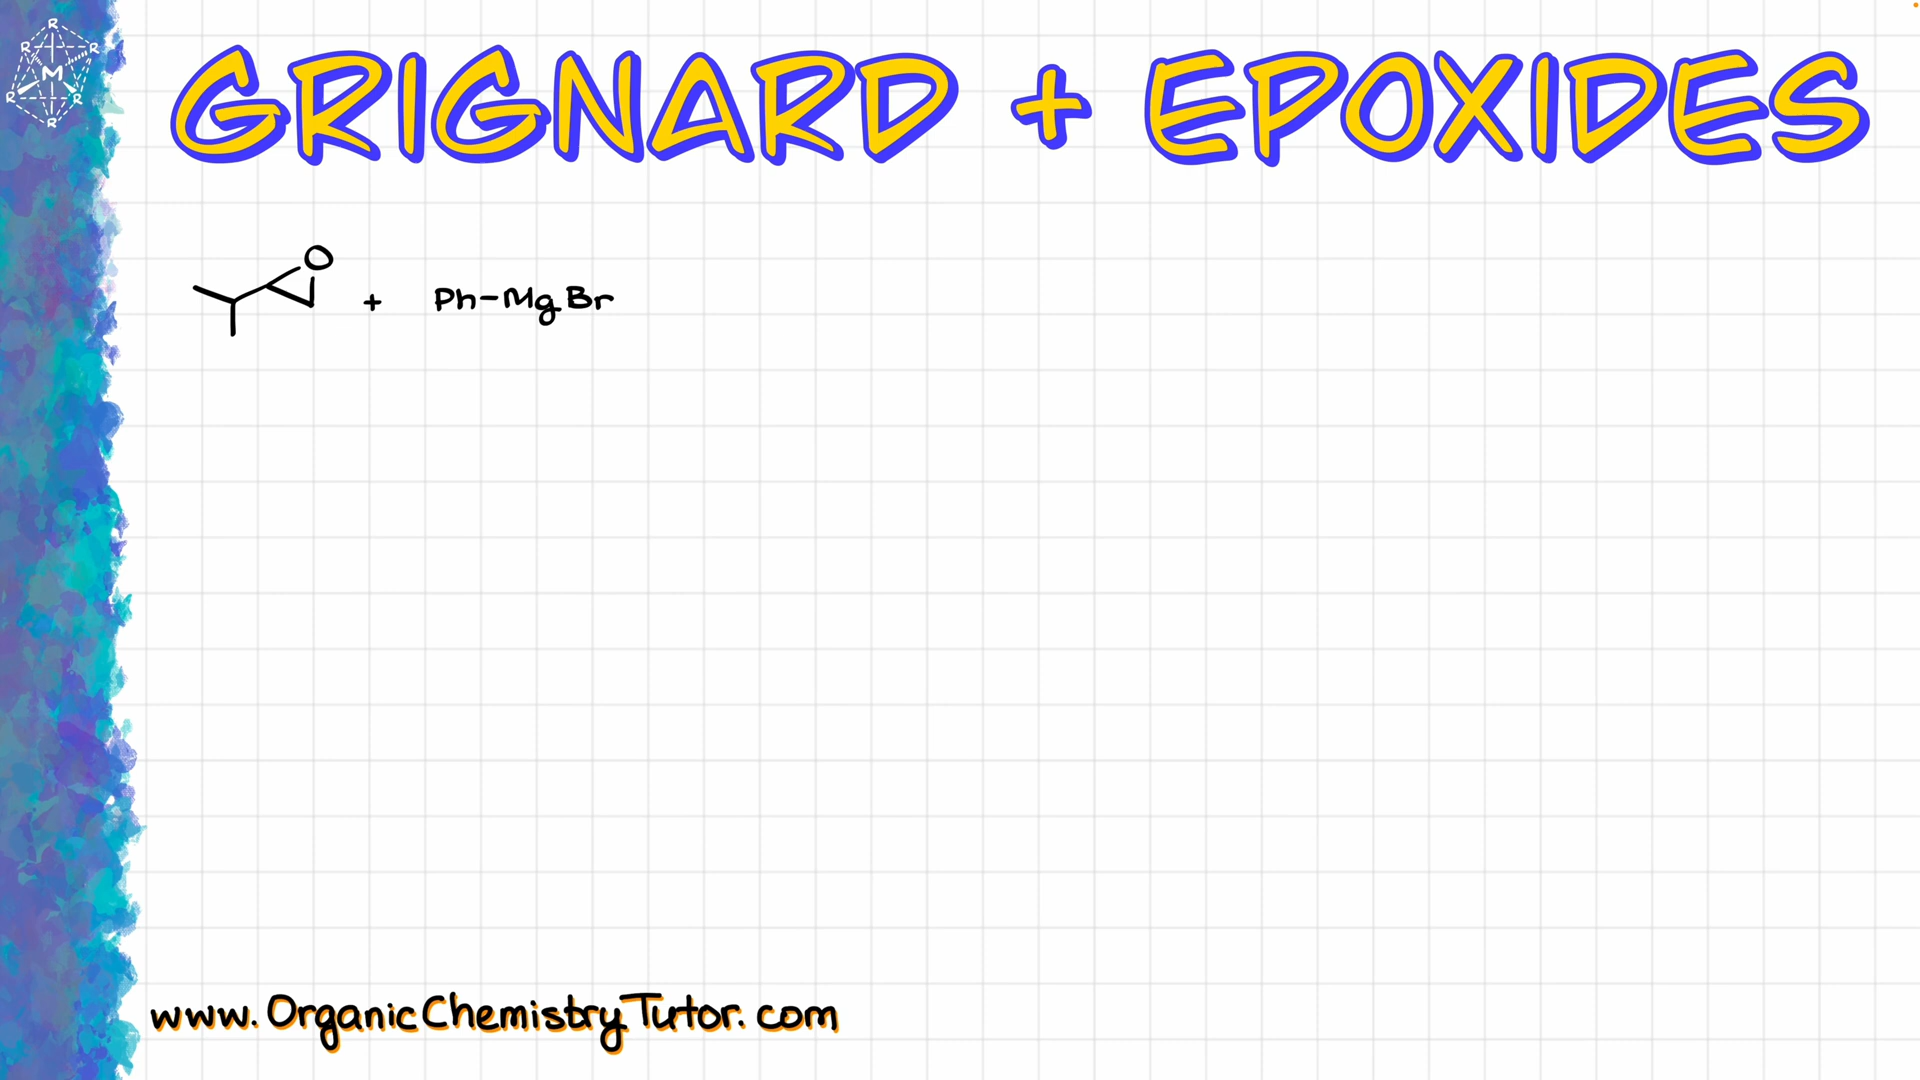 GRIGNARD + EPOXIDES
R
R R
M
R R
R
O
+ Ph-MgBr
www.OrganicChemistryTutor.com